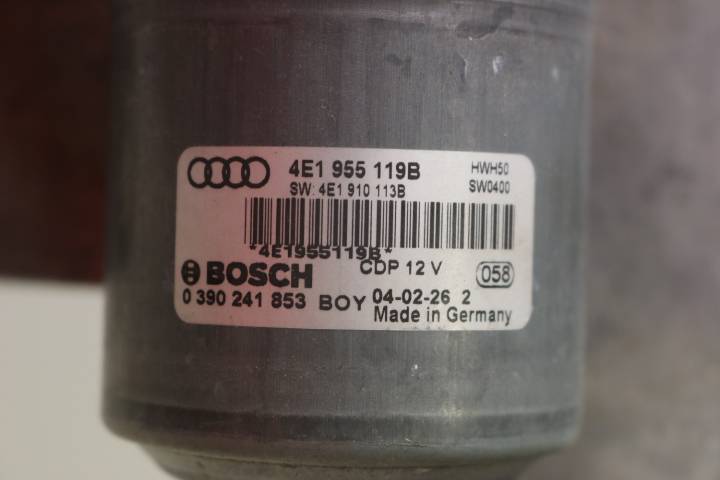 4E1 955 119B
HWH50
SW: 4E1 910 113B
SW0400
*4E1955119B*
BOSCH
CDP 12 V
058
0 390 241 853 BOY 04-02-26 2
Made in Germany